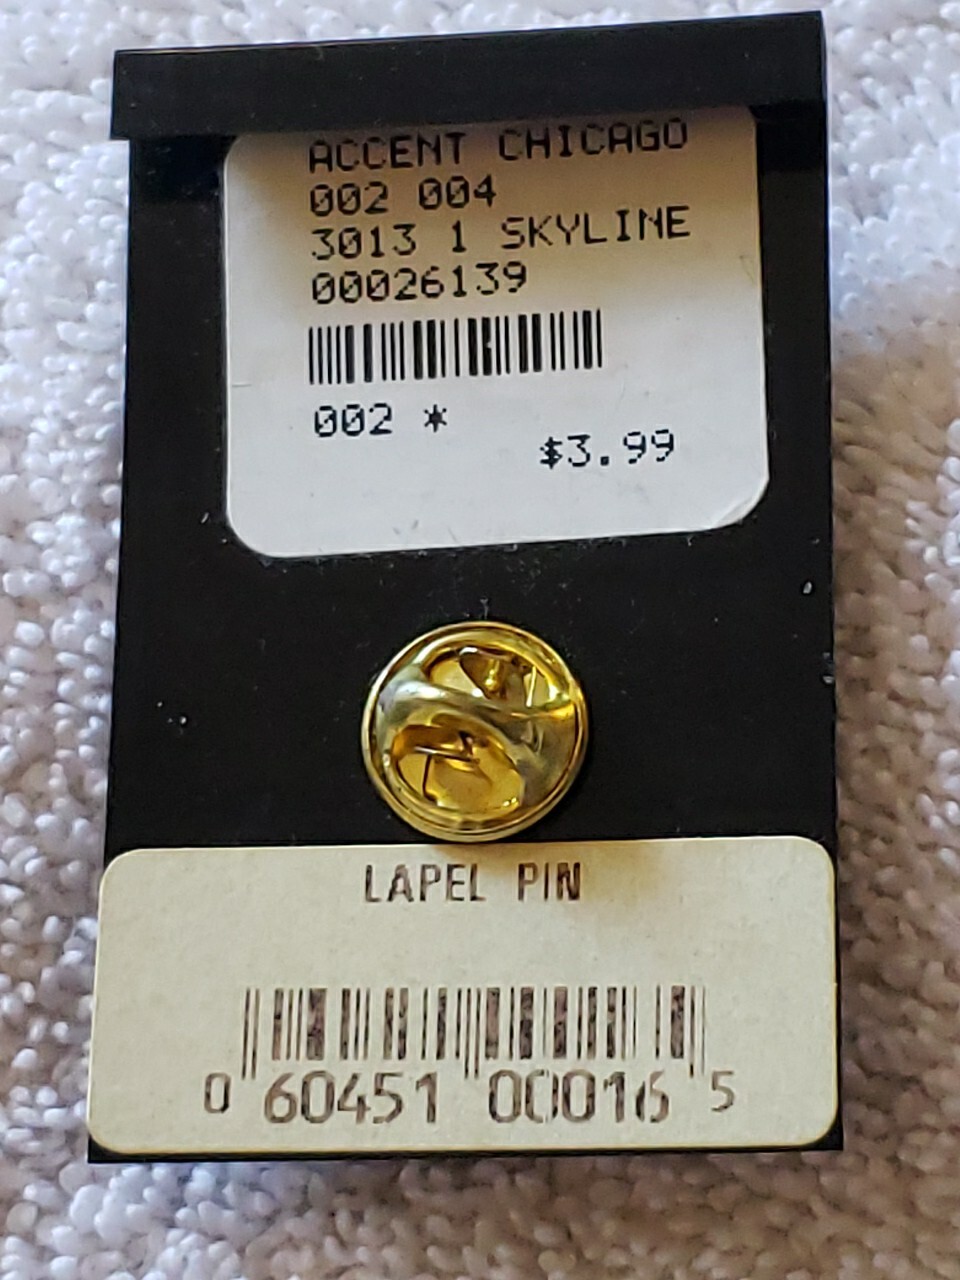 ACCENT CHICAGO
002 004
3013 1 SKYLINE
00026139
002 *
$3.99
LAPEL PIN
0 60451 00016 5